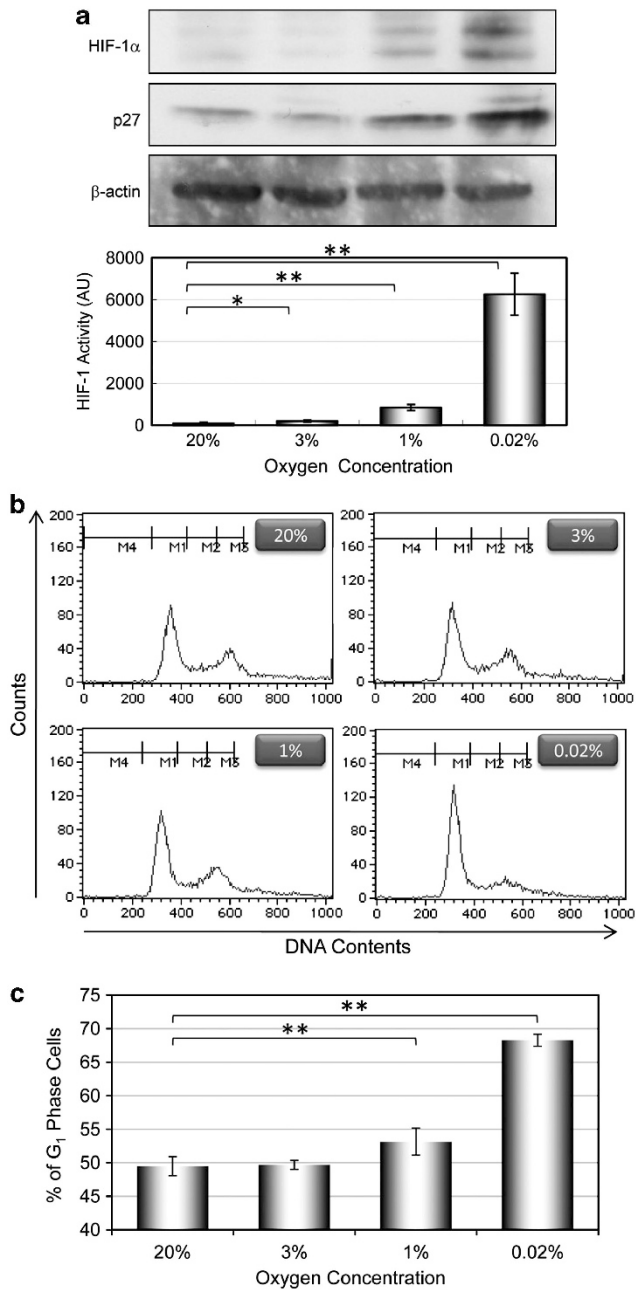 a
HIF-1α
p27
β-actin
HIF-1 Activity (AU)
8000
6000
4000
2000
0
**
**
*
20% 3% 1% 0.02%
Oxygen Concentration
b
Counts
200
160
120
80
40
0
M4 M1 M2 M3
20%
0 200 400 600 800 1000
200
160
120
80
40
0
M4 M1 M2 M3
3%
0 200 400 600 800 1000
200
160
120
80
40
0
M4 M1 M2 M3
1%
0 200 400 600 800 1000
200
160
120
80
40
0
M4 M1 M2 M3
0.02%
0 200 400 600 800 1000
DNA Contents
c
% of G₁ Phase Cells
75
70
65
60
55
50
45
40
**
**
20% 3% 1% 0.02%
Oxygen Concentration